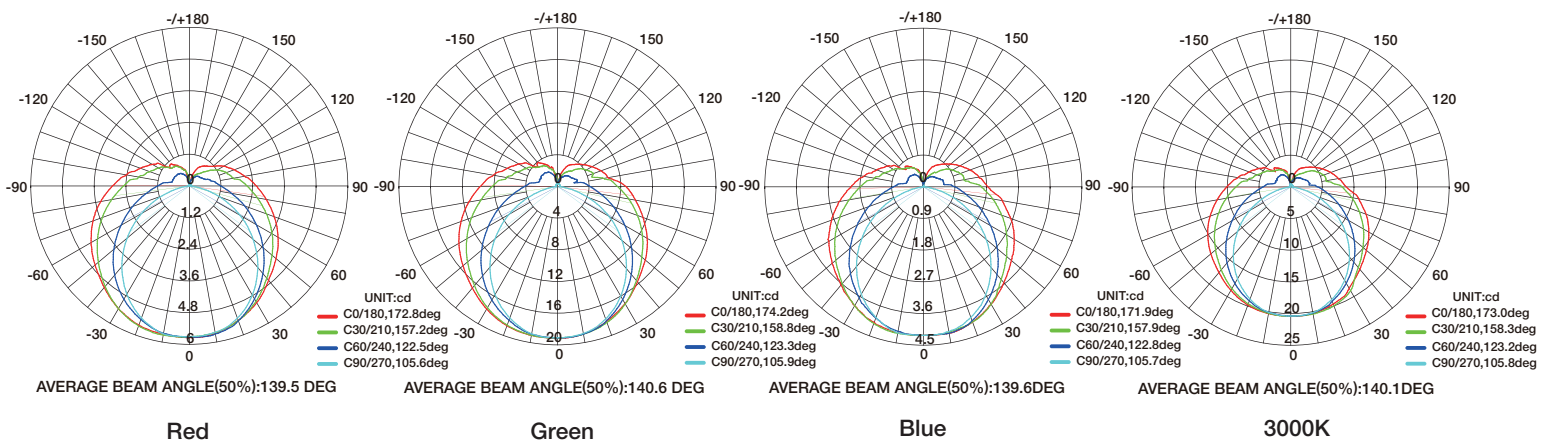 -/+180
-150
150
-120
120
-90
90
0
1.2
2.4
3.6
4.8
6
-60
60
-30
30
0
UNIT:cd
C0/180,172.8deg
C30/210,157.2deg
C60/240,122.5deg
C90/270,105.6deg
AVERAGE BEAM ANGLE(50%):139.5 DEG
Red
-/+180
-150
150
-120
120
-90
90
0
4
8
12
16
20
-60
60
-30
30
0
UNIT:cd
C0/180,174.2deg
C30/210,158.8deg
C60/240,123.3deg
C90/270,105.9deg
AVERAGE BEAM ANGLE(50%):140.6 DEG
Green
-/+180
-150
150
-120
120
-90
90
0
0.9
1.8
2.7
3.6
4.5
-60
60
-30
30
0
UNIT:cd
C0/180,171.9deg
C30/210,157.9deg
C60/240,122.8deg
C90/270,105.7deg
AVERAGE BEAM ANGLE(50%):139.6DEG
Blue
-/+180
-150
150
-120
120
-90
90
0
5
10
15
20
25
-60
60
-30
30
0
UNIT:cd
C0/180,173.0deg
C30/210,158.3deg
C60/240,123.2deg
C90/270,105.8deg
AVERAGE BEAM ANGLE(50%):140.1DEG
3000K